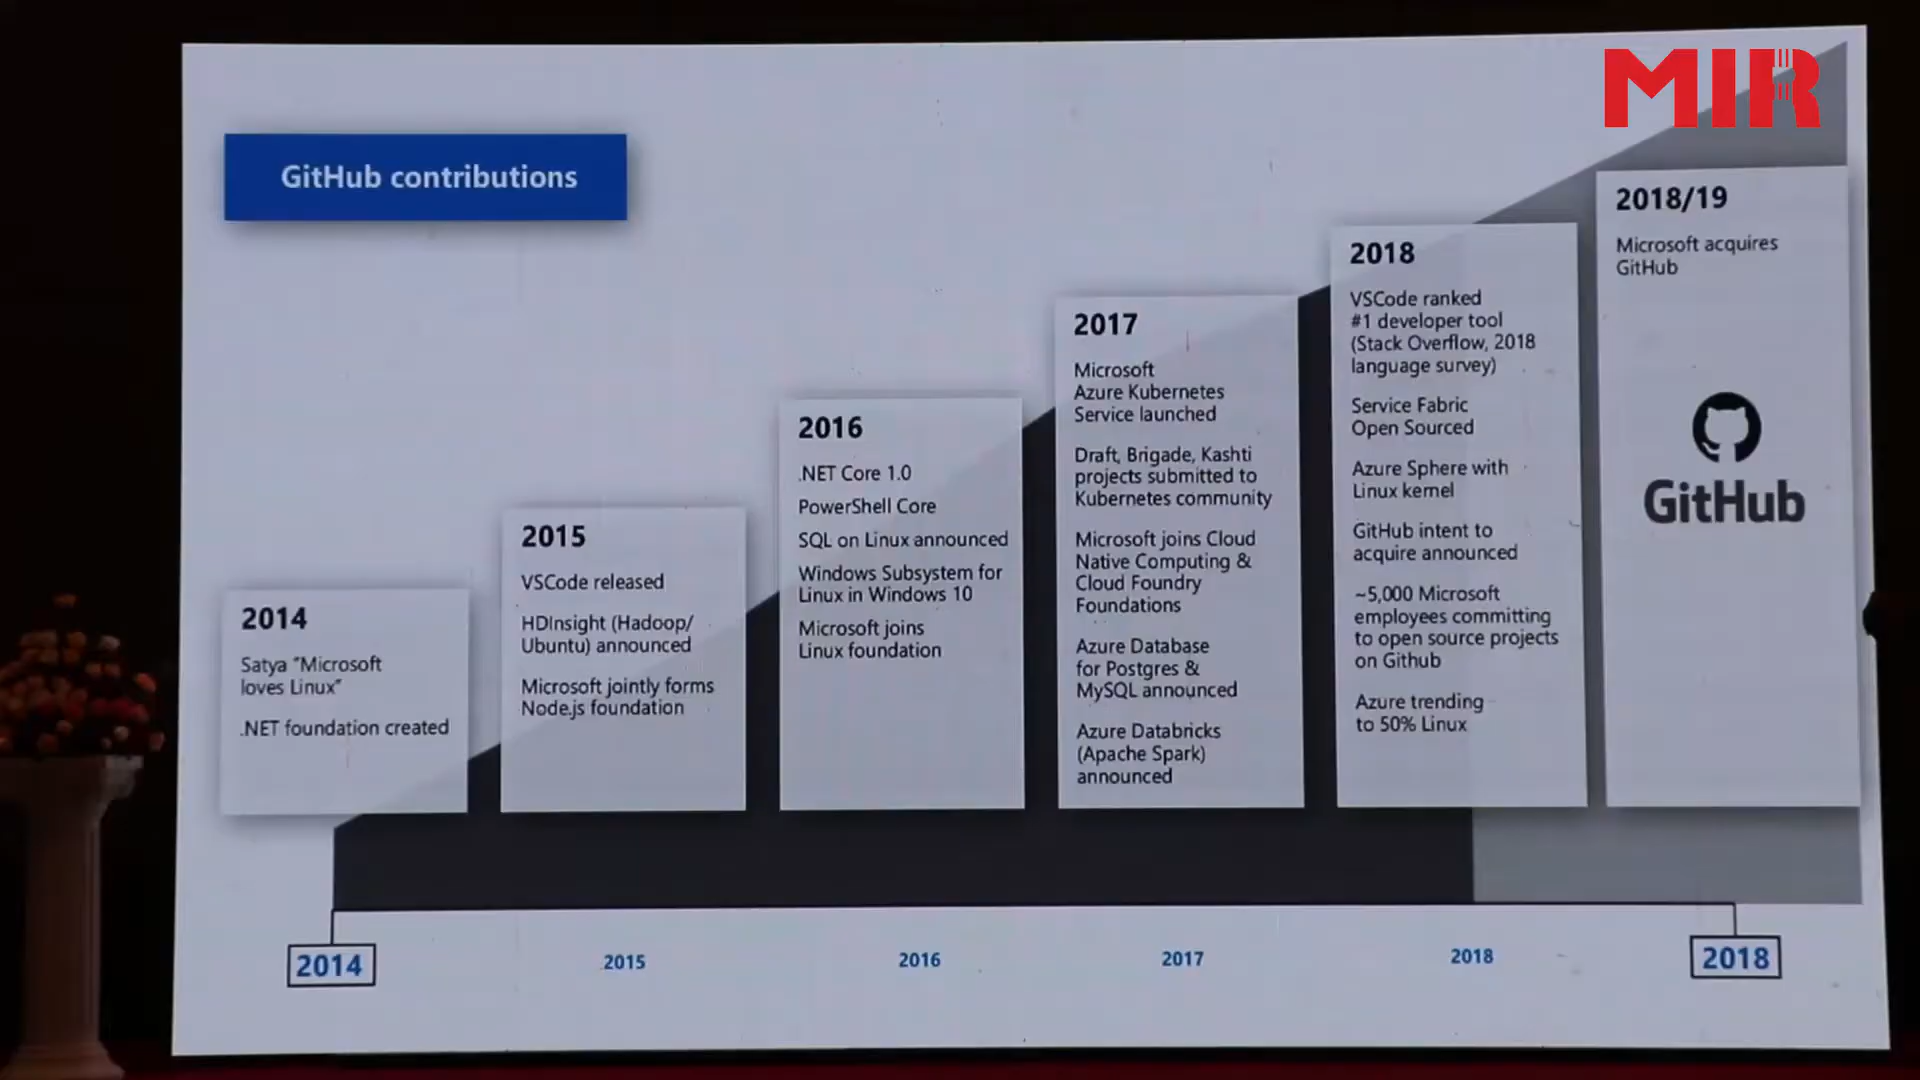 MIR
GitHub contributions
2014
Satya "Microsoft
loves Linux"
.NET foundation created
2015
VSCode released
HDInsight (Hadoop/
Ubuntu) announced
Microsoft jointly forms
Node.js foundation
2016
.NET Core 1.0
PowerShell Core
SQL on Linux announced
Windows Subsystem for
Linux in Windows 10
Microsoft joins
Linux foundation
2017
Microsoft
Azure Kubernetes
Service launched
Draft, Brigade, Kashti
projects submitted to
Kubernetes community
Microsoft joins Cloud
Native Computing &
Cloud Foundry
Foundations
Azure Database
for Postgres &
MySQL announced
Azure Databricks
(Apache Spark)
announced
2018
VSCode ranked
#1 developer tool
(Stack Overflow, 2018
language survey)
Service Fabric
Open Sourced
Azure Sphere with
Linux kernel
GitHub intent to
acquire announced
~5,000 Microsoft
employees committing
to open source projects
on Github
Azure trending
to 50% Linux
2018/19
Microsoft acquires
GitHub
GitHub
2014
2015
2016
2017
2018
2018